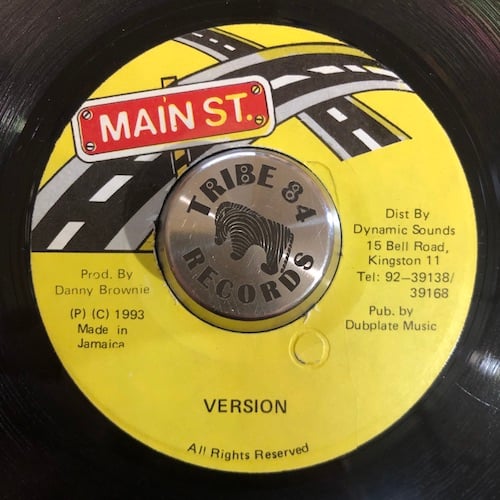 MAIN ST.
TRIBE 84
RECORDS
Prod. By
Danny Brownie
(P) (C) 1993
Made in
Jamaica
Dist By
Dynamic Sounds
15 Bell Road,
Kingston 11
Tel: 92-39138/
39168
Pub. by
Dubplate Music
VERSION
All Rights Reserved